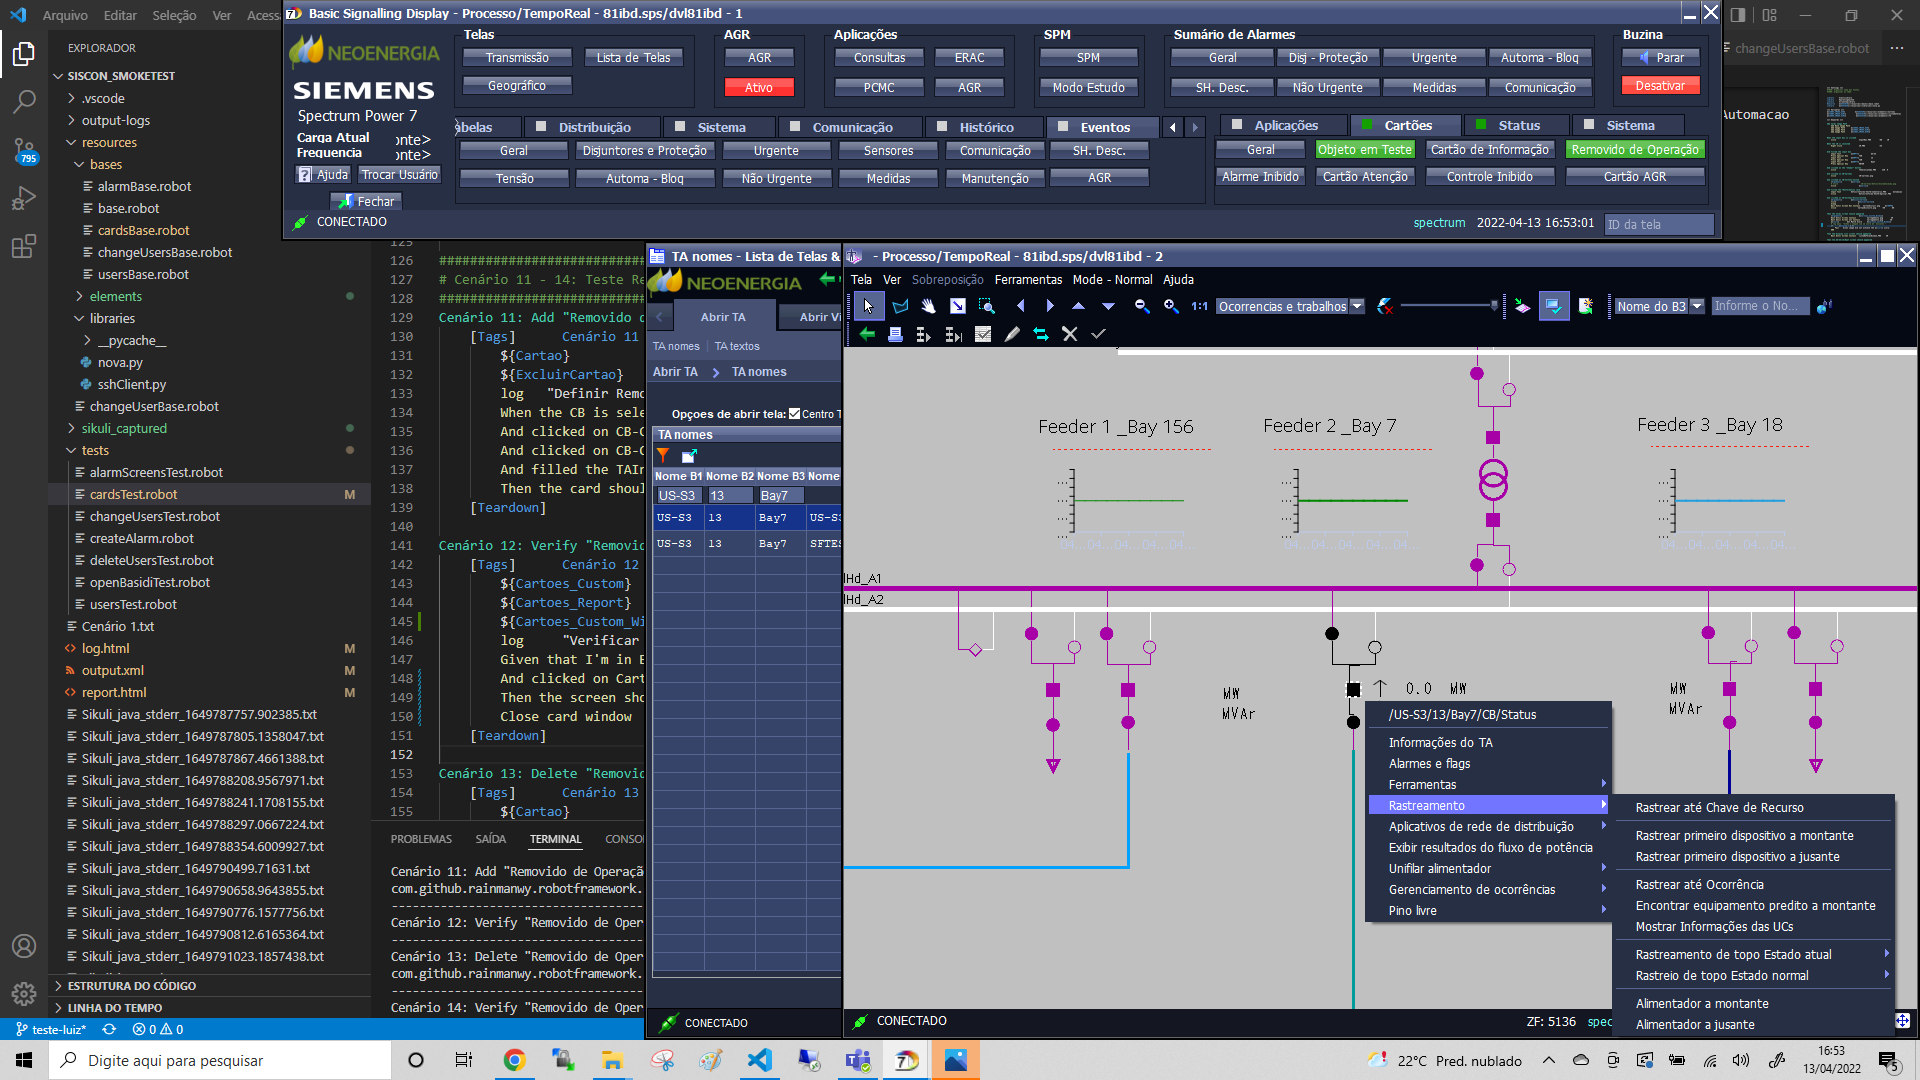 Arquivo
Editar
Seleção
Ver
changeUsersBase.robot
Automacao
EXPLORADOR
SISCON_SMOKETEST
.vscode
output-logs
resources
bases
alarmBase.robot
base.robot
cardsBase.robot
changeUsersBase.robot
usersBase.robot
elements
libraries
__pycache__
nova.py
sshClient.py
changeUserBase.robot
sikuli_captured
tests
alarmScreensTest.robot
cardsTest.robot M
changeUsersTest.robot
createAlarm.robot
deleteUsersTest.robot
openBasidiTest.robot
usersTest.robot
Cenário 1.txt
log.html M
output.xml M
report.html M
Sikuli_java_stderr_1649787757.902385.txt
Sikuli_java_stderr_1649787805.1358047.txt
Sikuli_java_stderr_1649787867.4661388.txt
Sikuli_java_stderr_1649788208.9567971.txt
Sikuli_java_stderr_1649788241.1708155.txt
Sikuli_java_stderr_1649788297.0667224.txt
Sikuli_java_stderr_1649788354.6009927.txt
Sikuli_java_stderr_1649790499.71631.txt
Sikuli_java_stderr_1649790658.9643855.txt
Sikuli_java_stderr_1649790776.1577756.txt
Sikuli_java_stderr_1649790812.6165364.txt
Sikuli_java_stderr_1649791023.1857438.txt
ESTRUTURA DO CÓDIGO
LINHA DO TEMPO
795
teste-luiz* 0 0
Basic Signalling Display - Processo/TempoReal - 81ibd.sps/dvl81ibd - 1
NEOENERGIA
SIEMENS
Spectrum Power 7
Carga Atual onte>
Frequencia onte>
Ajuda Trocar Usuário
Fechar
CONECTADO
Telas
Transmissão Lista de Telas
Geográfico
AGR
AGR
Ativo
Aplicações
Consultas ERAC
PCMC AGR
SPM
SPM
Modo Estudo
Sumário de Alarmes
Geral Disj - Proteção Urgente Automa - Bloq
SH. Desc. Não Urgente Medidas Comunicação
Buzina
Parar
Desativar
abelas Distribuição Sistema Comunicação Histórico Eventos
Geral Disjuntores e Proteção Urgente Sensores Comunicação SH. Desc.
Tensão Automa - Bloq Não Urgente Medidas Manutenção AGR
Aplicações Cartões Status Sistema
Geral Objeto em Teste Cartão de Informação Removido de Operação
Alarme Inibido Cartão Atenção Controle Inibido Cartão AGR
spectrum 2022-04-13 16:53:01 ID da tela
125
126 ############################
127 # Cenário 11 - 14: Teste Re
128 ############################
129 Cenário 11: Add "Removido d
130 [Tags] Cenário 11
131 ${Cartao}
132 ${ExcluirCartao}
133 log "Definir Remo
134 When the CB is sele
135 And clicked on CB-C
136 And clicked on CB-C
137 And filled the TAIn
138 Then the card shoul
139 [Teardown]
140
141 Cenário 12: Verify "Removid
142 [Tags] Cenário 12
143 ${Cartoes_Custom}
144 ${Cartoes_Report}
145 ${Cartoes_Custom_Wi
146 log "Verificar
147 Given that I'm in B
148 And clicked on Cart
149 Then the screen sho
150 Close card window
151 [Teardown]
152
153 Cenário 13: Delete "Removid
154 [Tags] Cenário 13
155 ${Cartao}
PROBLEMAS SAÍDA TERMINAL CONSO
Cenário 11: Add "Removido de Operaçã
com.github.rainmanwy.robotframework.
Cenário 12: Verify "Removido de Oper
Cenário 13: Delete "Removido de Oper
com.github.rainmanwy.robotframework.
Cenário 14: Verify "Removido de Oper
TA nomes - Lista de Telas &
NEOENERGIA
Abrir TA Abrir Vi
TA nomes TA textos
Abrir TA TA nomes
Opçoes de abrir tela: Centro T
TA nomes
Nome B1 Nome B2 Nome B3 Nome
US-S3 13 Bay7
US-S3 13 Bay7 US-S3
US-S3 13 Bay7 SFTES
CONECTADO
- Processo/TempoReal - 81ibd.sps/dvl81ibd - 2
Tela Ver Sobreposição Ferramentas Mode - Normal Ajuda
1:1 Ocorrencias e trabalhos Nome do B3 Informe o No...
Feeder 1 _Bay 156
Feeder 2 _Bay 7
Feeder 3 _Bay 18
04... 04... 04... 04...
04... 04... 04... 04...
04... 04... 04... 04...
lHd_A1
lHd_A2
MW
MVAr
0.0 MW
MW
MVAr
/US-S3/13/Bay7/CB/Status
Informações do TA
Alarmes e flags
Ferramentas
Rastreamento
Aplicativos de rede de distribuição
Exibir resultados do fluxo de potência
Unifilar alimentador
Gerenciamento de ocorrências
Pino livre
Rastrear até Chave de Recurso
Rastrear primeiro dispositivo a montante
Rastrear primeiro dispositivo a jusante
Rastrear até Ocorrência
Encontrar equipamento predito a montante
Mostrar Informações das UCs
Rastreamento de topo Estado atual
Rastreio de topo Estado normal
Alimentador a montante
Alimentador a jusante
CONECTADO
ZF: 5136 spec
Digite aqui para pesquisar
22°C Pred. nublado
16:53
13/04/2022
5